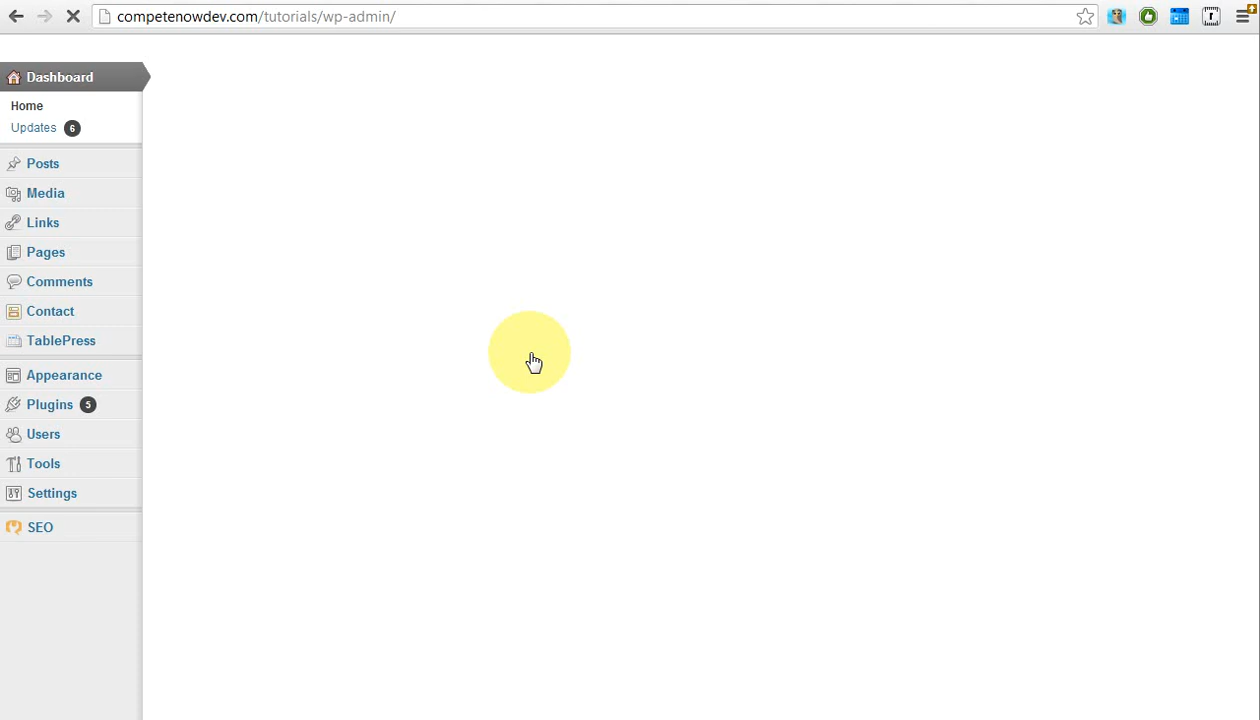 competenowdev.com/tutorials/wp-admin/
Dashboard
Home
Updates 6
Posts
Media
Links
Pages
Comments
Contact
TablePress
Appearance
Plugins 5
Users
Tools
Settings
SEO